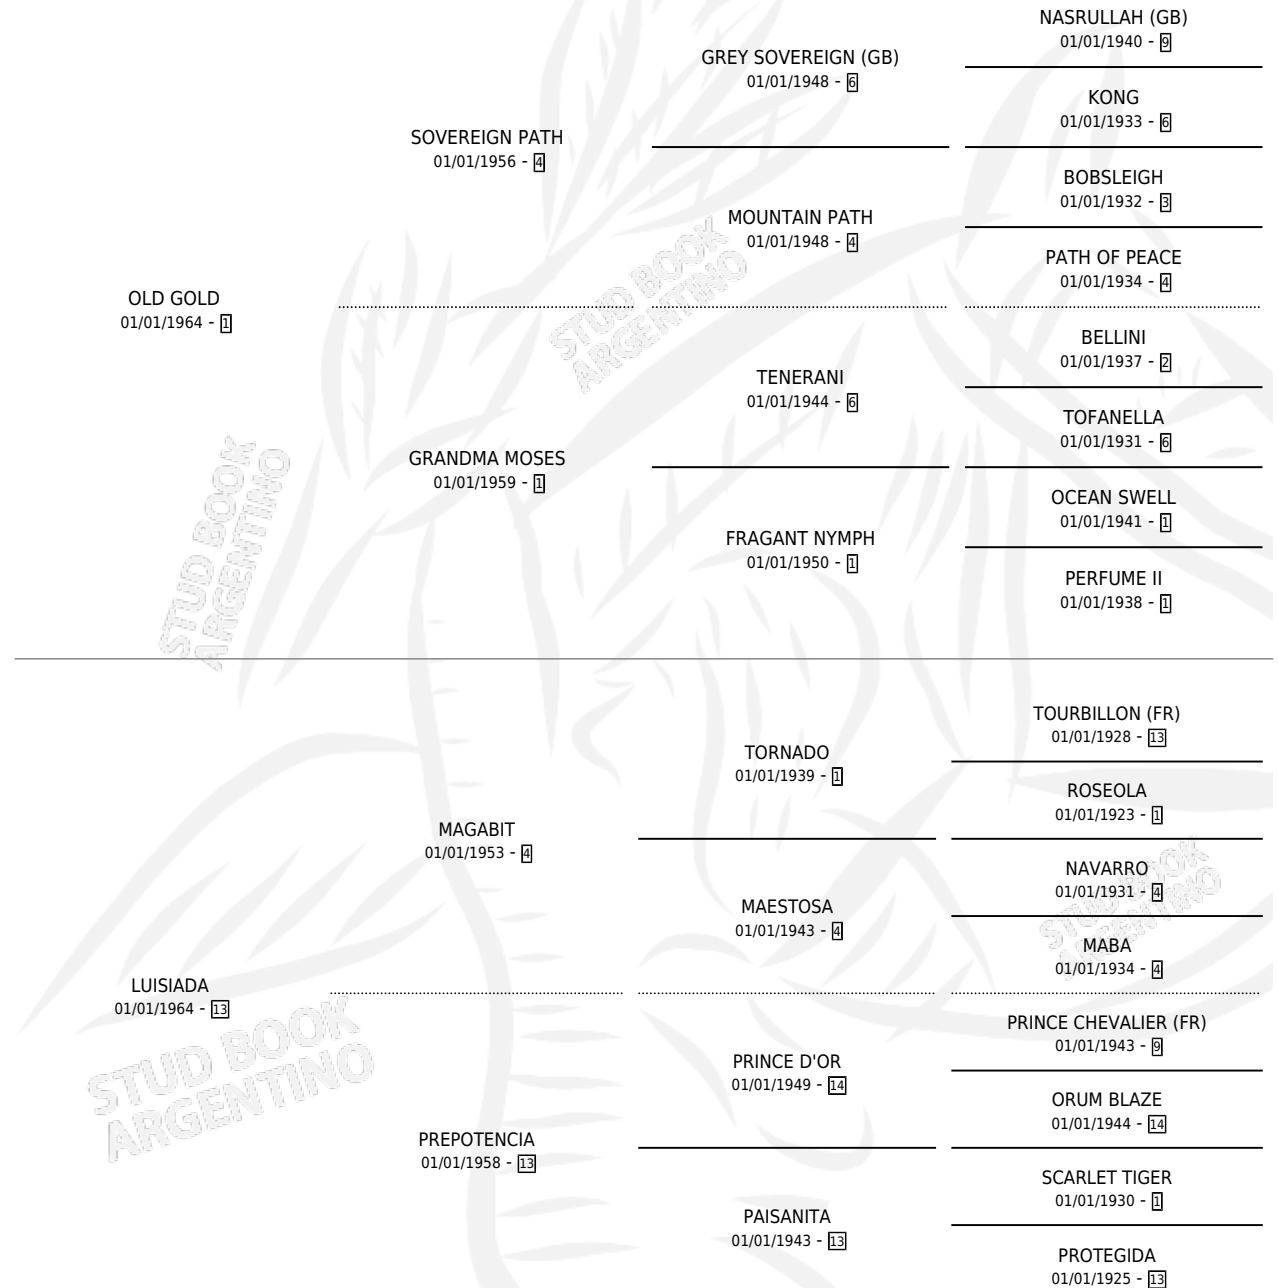 NASRULLAH (GB)
01/01/1940 - 9
GREY SOVEREIGN (GB)
01/01/1948 - 6
KONG
01/01/1933 - 6
SOVEREIGN PATH
01/01/1956 - 4
BOBSLEIGH
01/01/1932 - 3
MOUNTAIN PATH
01/01/1948 - 4
PATH OF PEACE
01/01/1934 - 4
OLD GOLD
01/01/1964 - 1
BELLINI
01/01/1937 - 2
TENERANI
01/01/1944 - 6
TOFANELLA
01/01/1931 - 6
GRANDMA MOSES
01/01/1959 - 1
OCEAN SWELL
01/01/1941 - 1
FRAGANT NYMPH
01/01/1950 - 1
PERFUME II
01/01/1938 - 1
TOURBILLON (FR)
01/01/1928 - 13
TORNADO
01/01/1939 - 1
ROSEOLA
01/01/1923 - 1
MAGABIT
01/01/1953 - 4
NAVARRO
01/01/1931 - 4
MAESTOSA
01/01/1943 - 4
MABA
01/01/1934 - 4
LUISIADA
01/01/1964 - 13
PRINCE CHEVALIER (FR)
01/01/1943 - 9
PRINCE D'OR
01/01/1949 - 14
ORUM BLAZE
01/01/1944 - 14
PREPOTENCIA
01/01/1958 - 13
SCARLET TIGER
01/01/1930 - 1
PAISANITA
01/01/1943 - 13
PROTEGIDA
01/01/1925 - 13
STUD BOOK
ARGENTINO
STUD BOOK
ARGENTINO
STUD BOOK
ARGENTINO
STUD BOOK
ARGENTINO